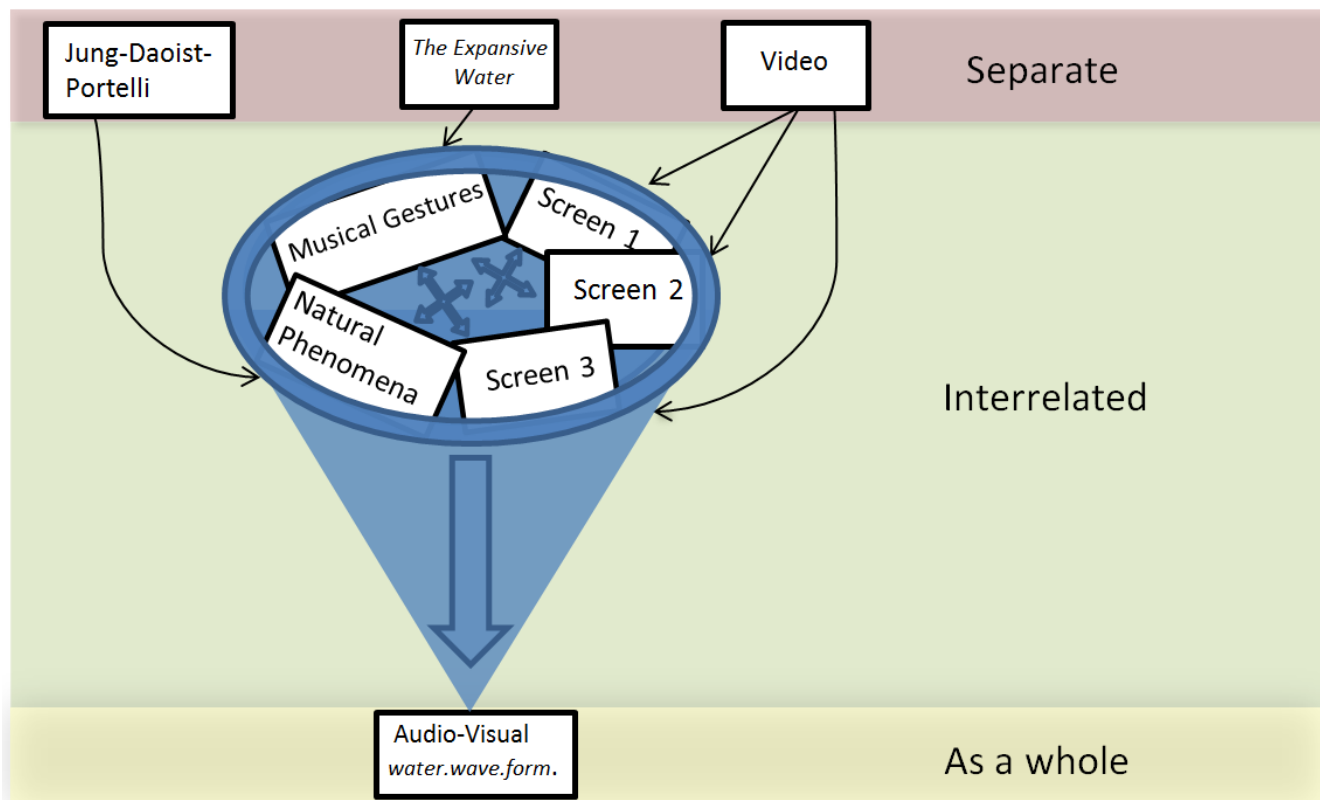 Jung-Daoist-
Portelli
The Expansive
Water
Video
Separate
Musical Gestures
Screen 1
Screen 2
Natural
Phenomena
Screen 3
Interrelated
Audio-Visual
water.wave.form.
As a whole